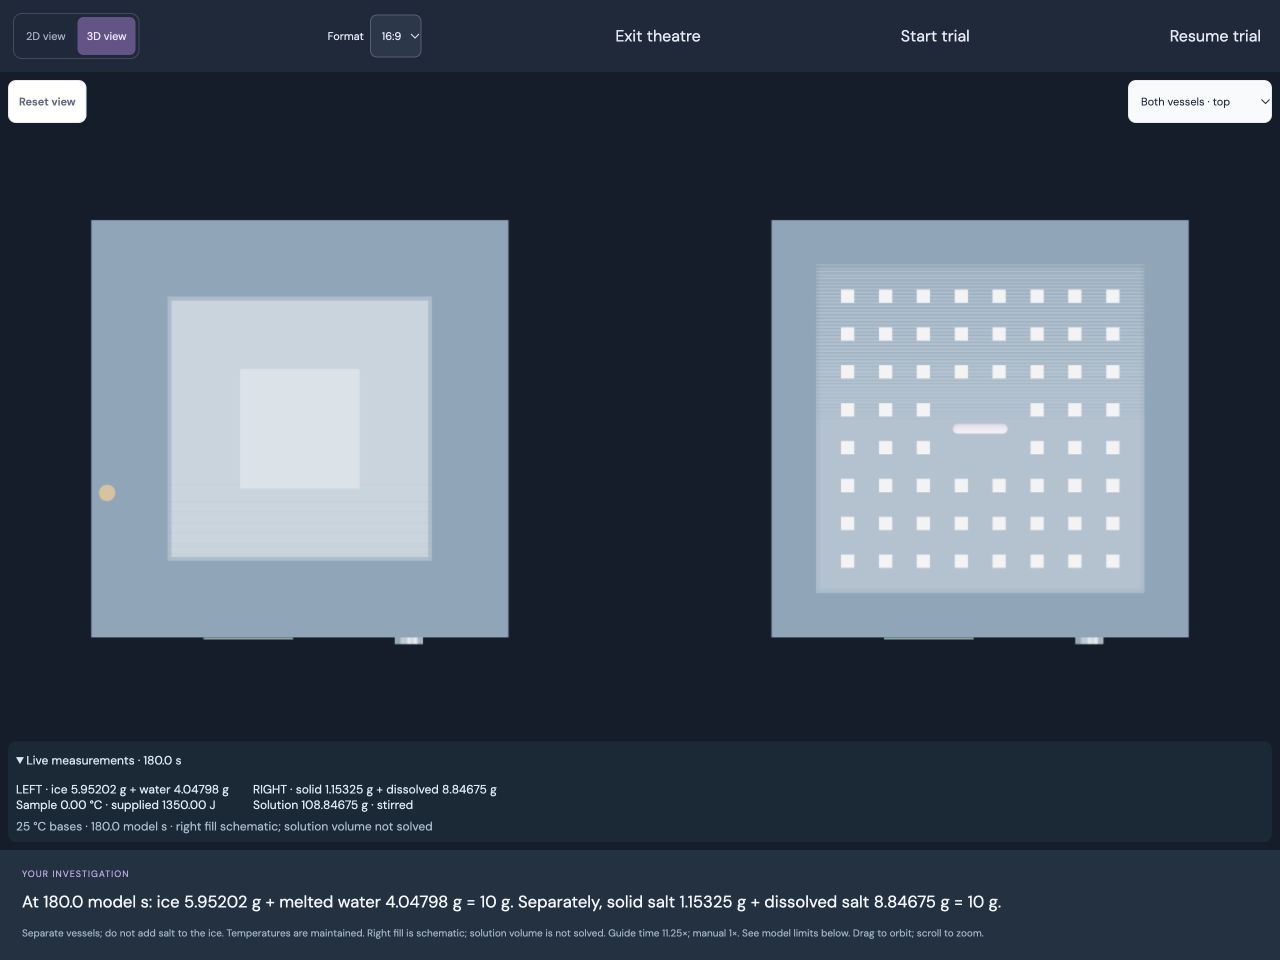 2D view 3D view Format 16:9 Exit theatre Start trial Resume trial
Reset view Both vessels · top
▼ Live measurements · 180.0 s
LEFT · ice 5.95202 g + water 4.04798 g RIGHT · solid 1.15325 g + dissolved 8.84675 g
Sample 0.00 °C · supplied 1350.00 J Solution 108.84675 g · stirred
25 °C bases · 180.0 model s · right fill schematic; solution volume not solved
YOUR INVESTIGATION
At 180.0 model s: ice 5.95202 g + melted water 4.04798 g = 10 g. Separately, solid salt 1.15325 g + dissolved salt 8.84675 g = 10 g.
Separate vessels; do not add salt to the ice. Temperatures are maintained. Right fill is schematic; solution volume is not solved. Guide time 11.25×; manual 1×. See model limits below. Drag to orbit; scroll to zoom.